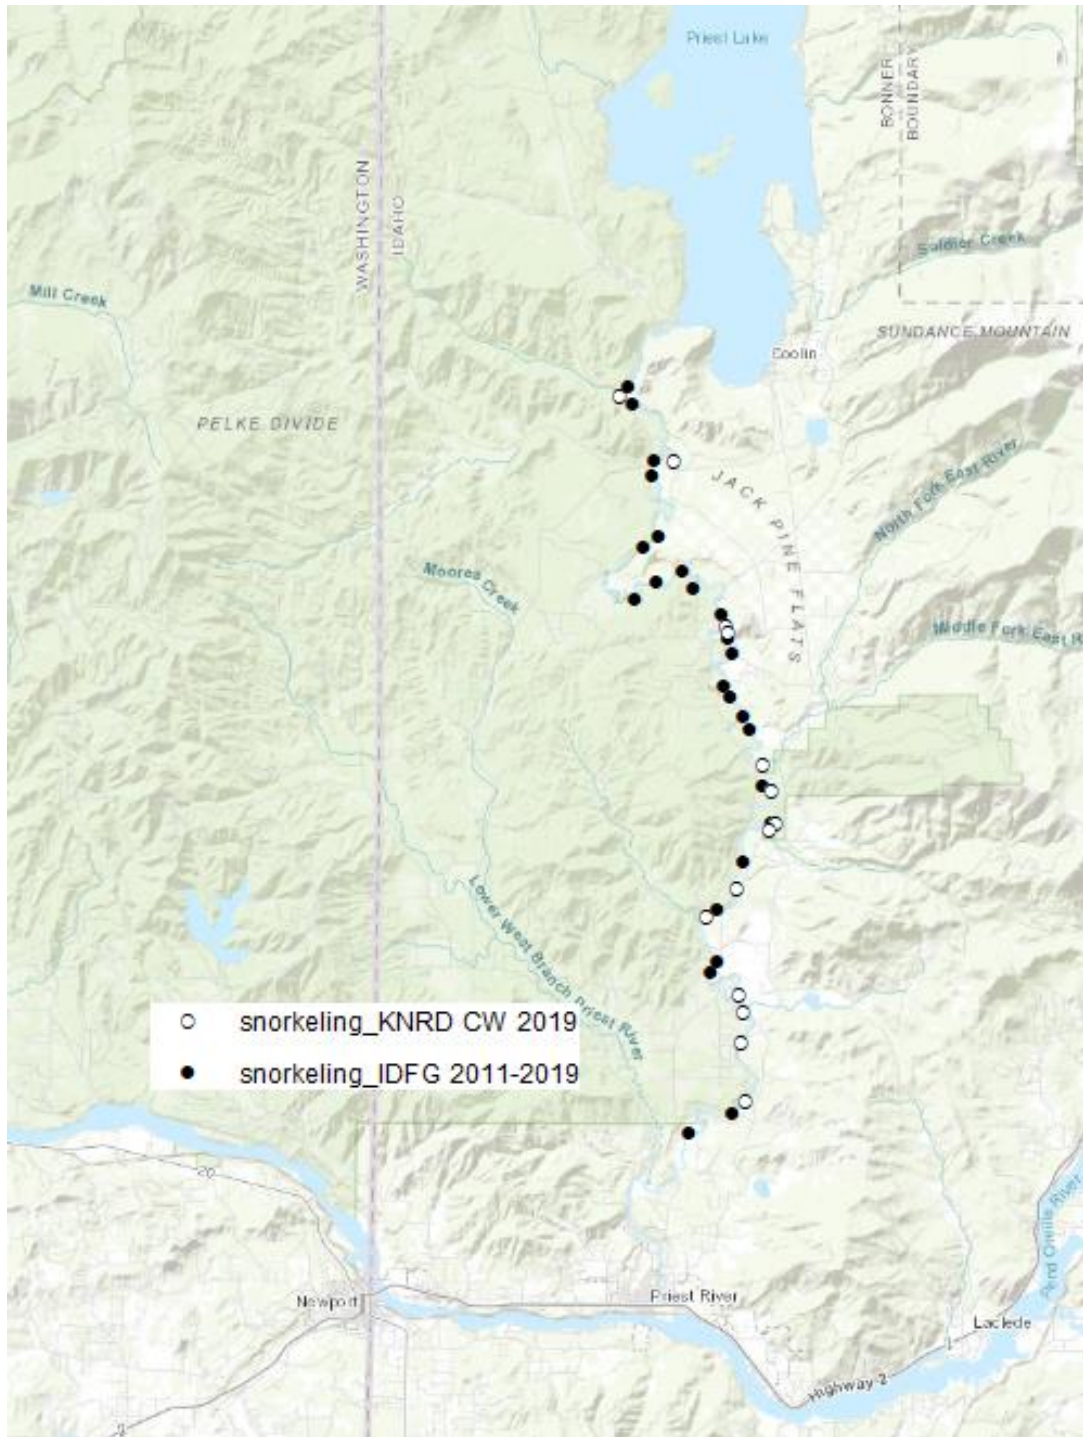 Priest Lake
BONNER
BOUNDARY
WASHINGTON
IDAHO
Soldier Creek
Mill Creek
SUNDANCE MOUNTAIN
Coolin
PELKE DIVIDE
JACK PINE FLATS
North Fork East River
Moores Creek
Middle Fork East R
Lower West Branch Priest River
snorkeling_KNRD CW 2019
snorkeling_IDFG 2011-2019
20
Pend Oreille River
Newport
Priest River
Laclede
Highway 2
2